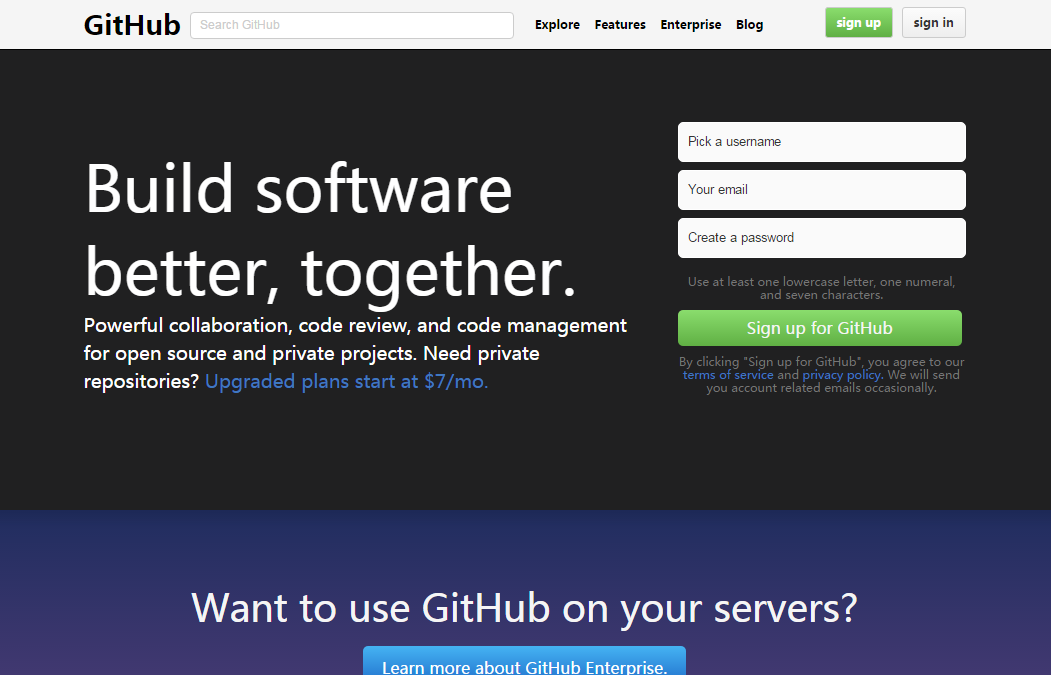 GitHub
Search GitHub
Explore Features Enterprise Blog
sign up
sign in
Build software
better, together.
Powerful collaboration, code review, and code management
for open source and private projects. Need private
repositories? Upgraded plans start at $7/mo.
Pick a username
Your email
Create a password
Use at least one lowercase letter, one numeral,
and seven characters.
Sign up for GitHub
By clicking "Sign up for GitHub", you agree to our
terms of service and privacy policy. We will send
you account related emails occasionally.
Want to use GitHub on your servers?
Learn more about GitHub Enterprise.